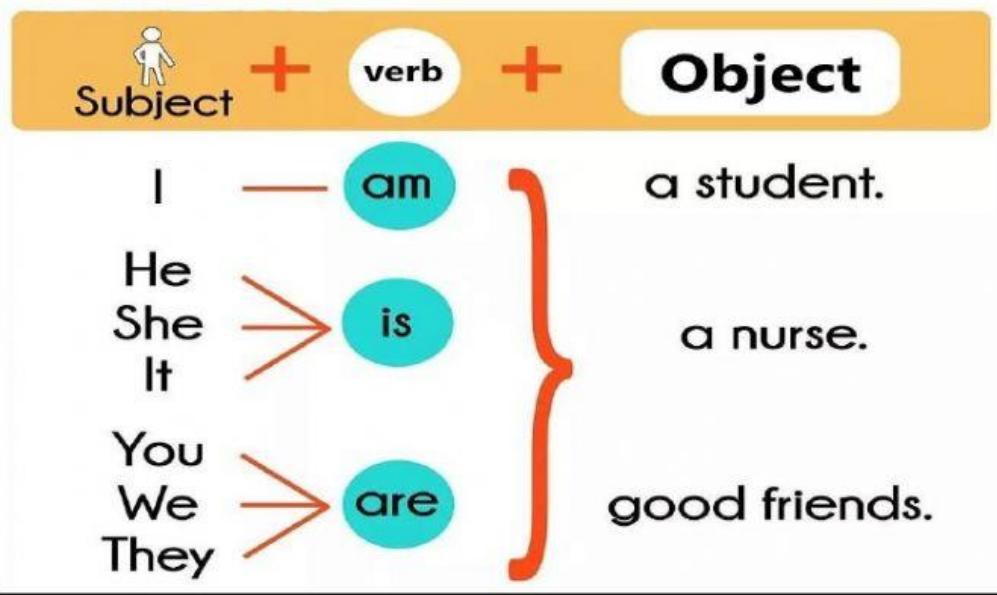 Subject + verb + Object
I am a student.
He
She is a nurse.
It
You
We are good friends.
They